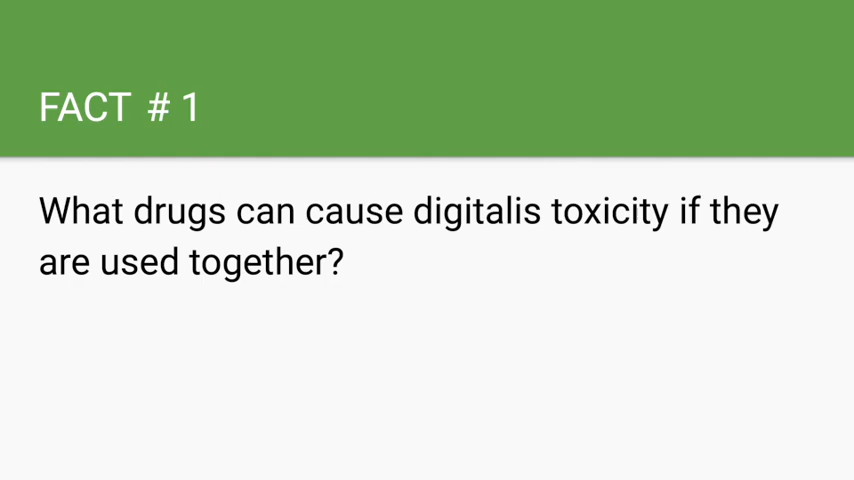 FACT # 1
What drugs can cause digitalis toxicity if they
are used together?